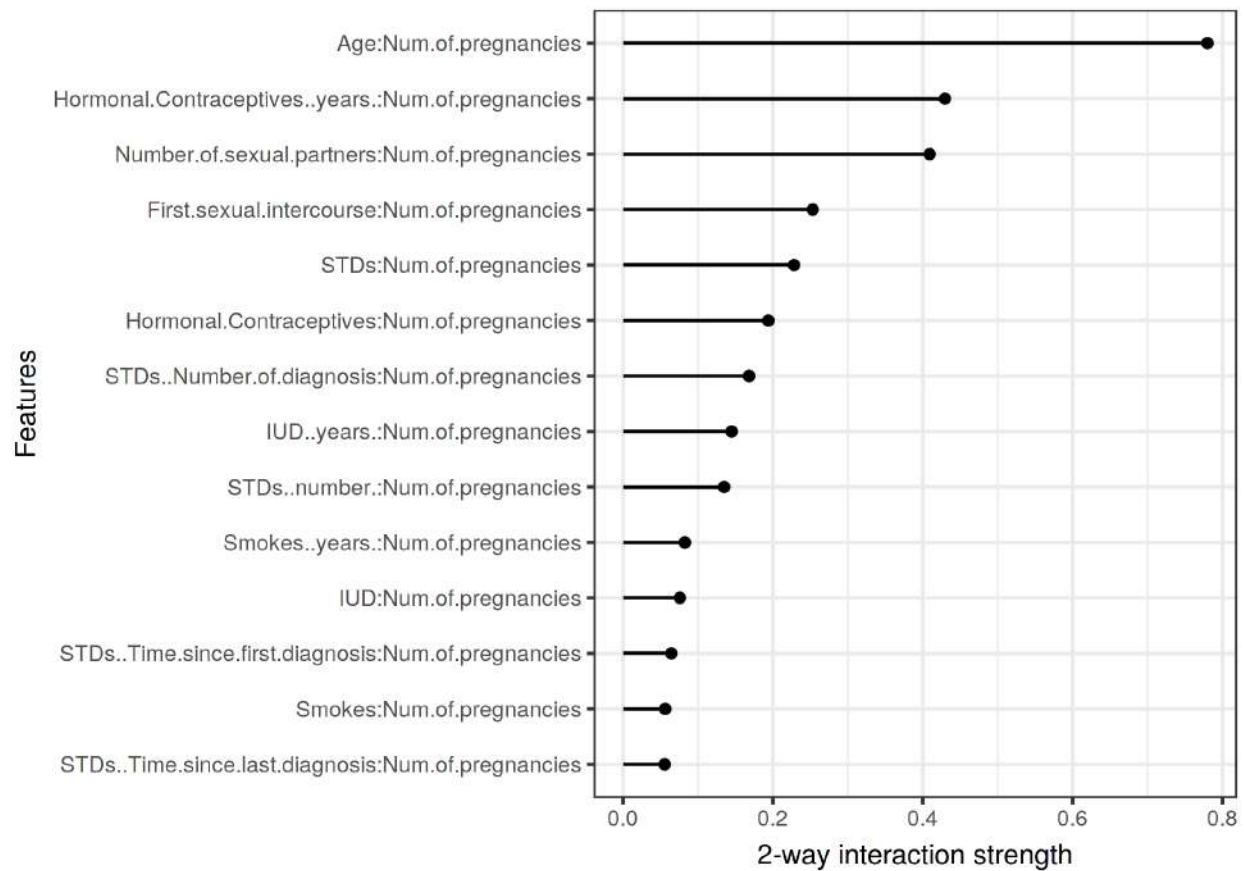 Age:Num.of.pregnancies
Hormonal.Contraceptives..years.:Num.of.pregnancies
Number.of.sexual.partners:Num.of.pregnancies
First.sexual.intercourse:Num.of.pregnancies
STDs:Num.of.pregnancies
Hormonal.Contraceptives:Num.of.pregnancies
STDs..Number.of.diagnosis:Num.of.pregnancies
IUD..years.:Num.of.pregnancies
STDs..number.:Num.of.pregnancies
Smokes..years.:Num.of.pregnancies
IUD:Num.of.pregnancies
STDs..Time.since.first.diagnosis:Num.of.pregnancies
Smokes:Num.of.pregnancies
STDs..Time.since.last.diagnosis:Num.of.pregnancies
Features
0.0 0.2 0.4 0.6 0.8
2-way interaction strength